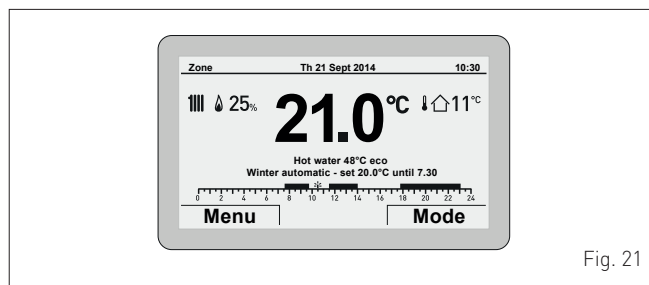 Zone Th 21 Sept 2014 10:30
25% 21.0°C 11°C
Hot water 48°C eco
Winter automatic - set 20.0°C until 7.30
0 2 4 6 8 10 12 14 16 18 20 22 24
Menu Mode
Fig. 21